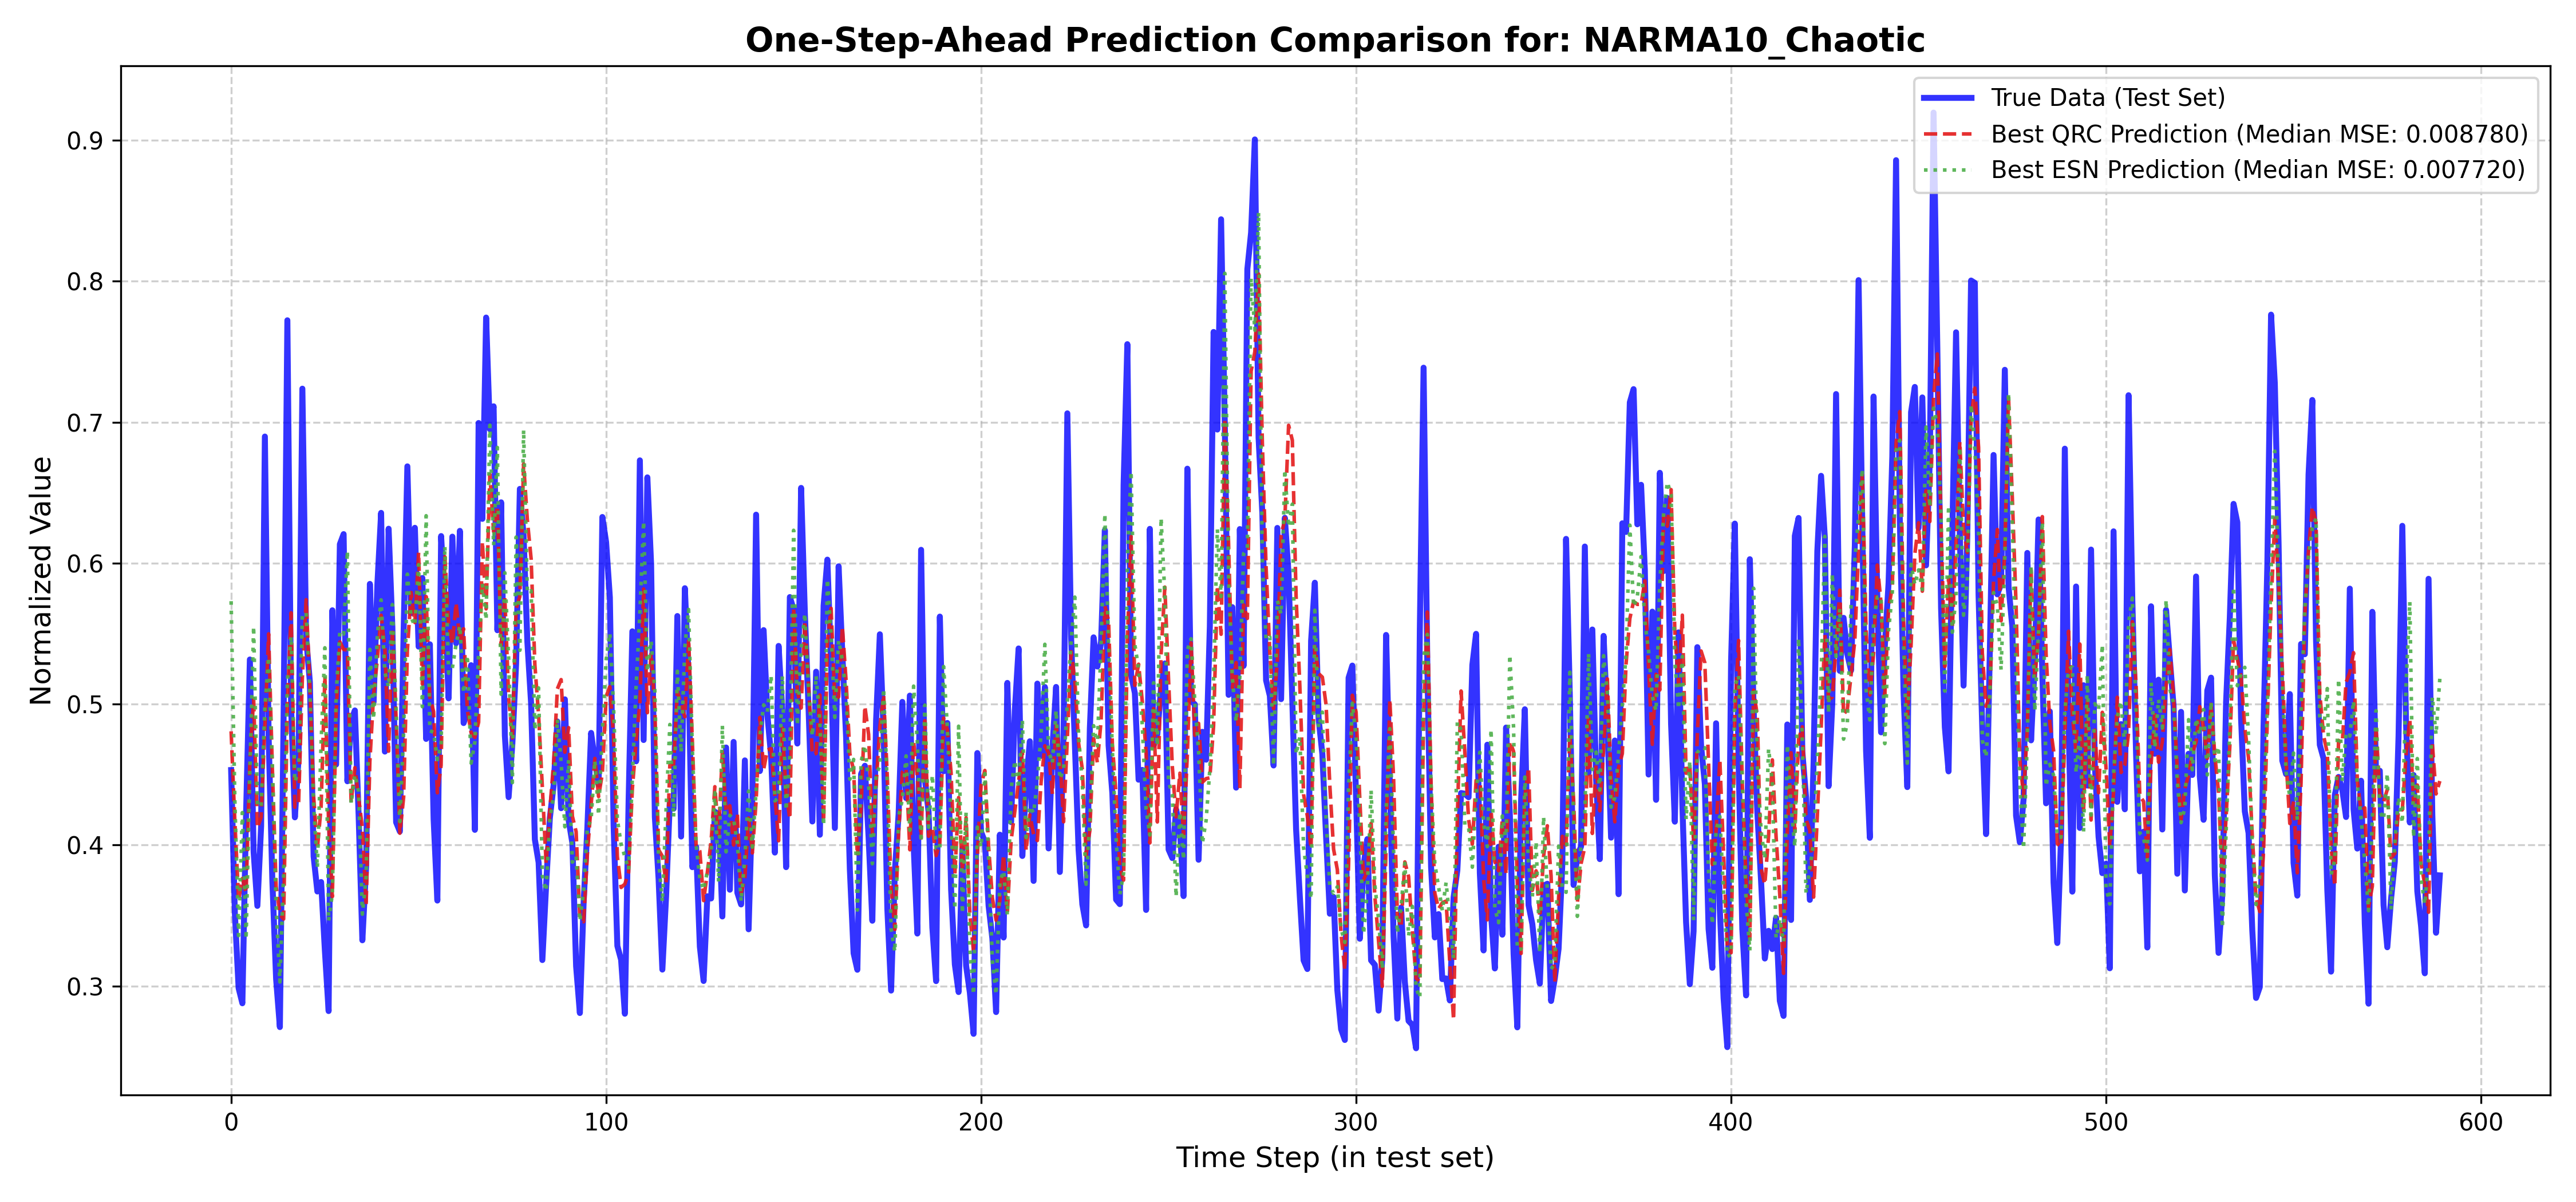 One-Step-Ahead Prediction Comparison for: NARMA10_Chaotic
True Data (Test Set)
Best QRC Prediction (Median MSE: 0.008780)
Best ESN Prediction (Median MSE: 0.007720)
Normalized Value
0.9
0.8
0.7
0.6
0.5
0.4
0.3
0 100 200 300 400 500 600
Time Step (in test set)